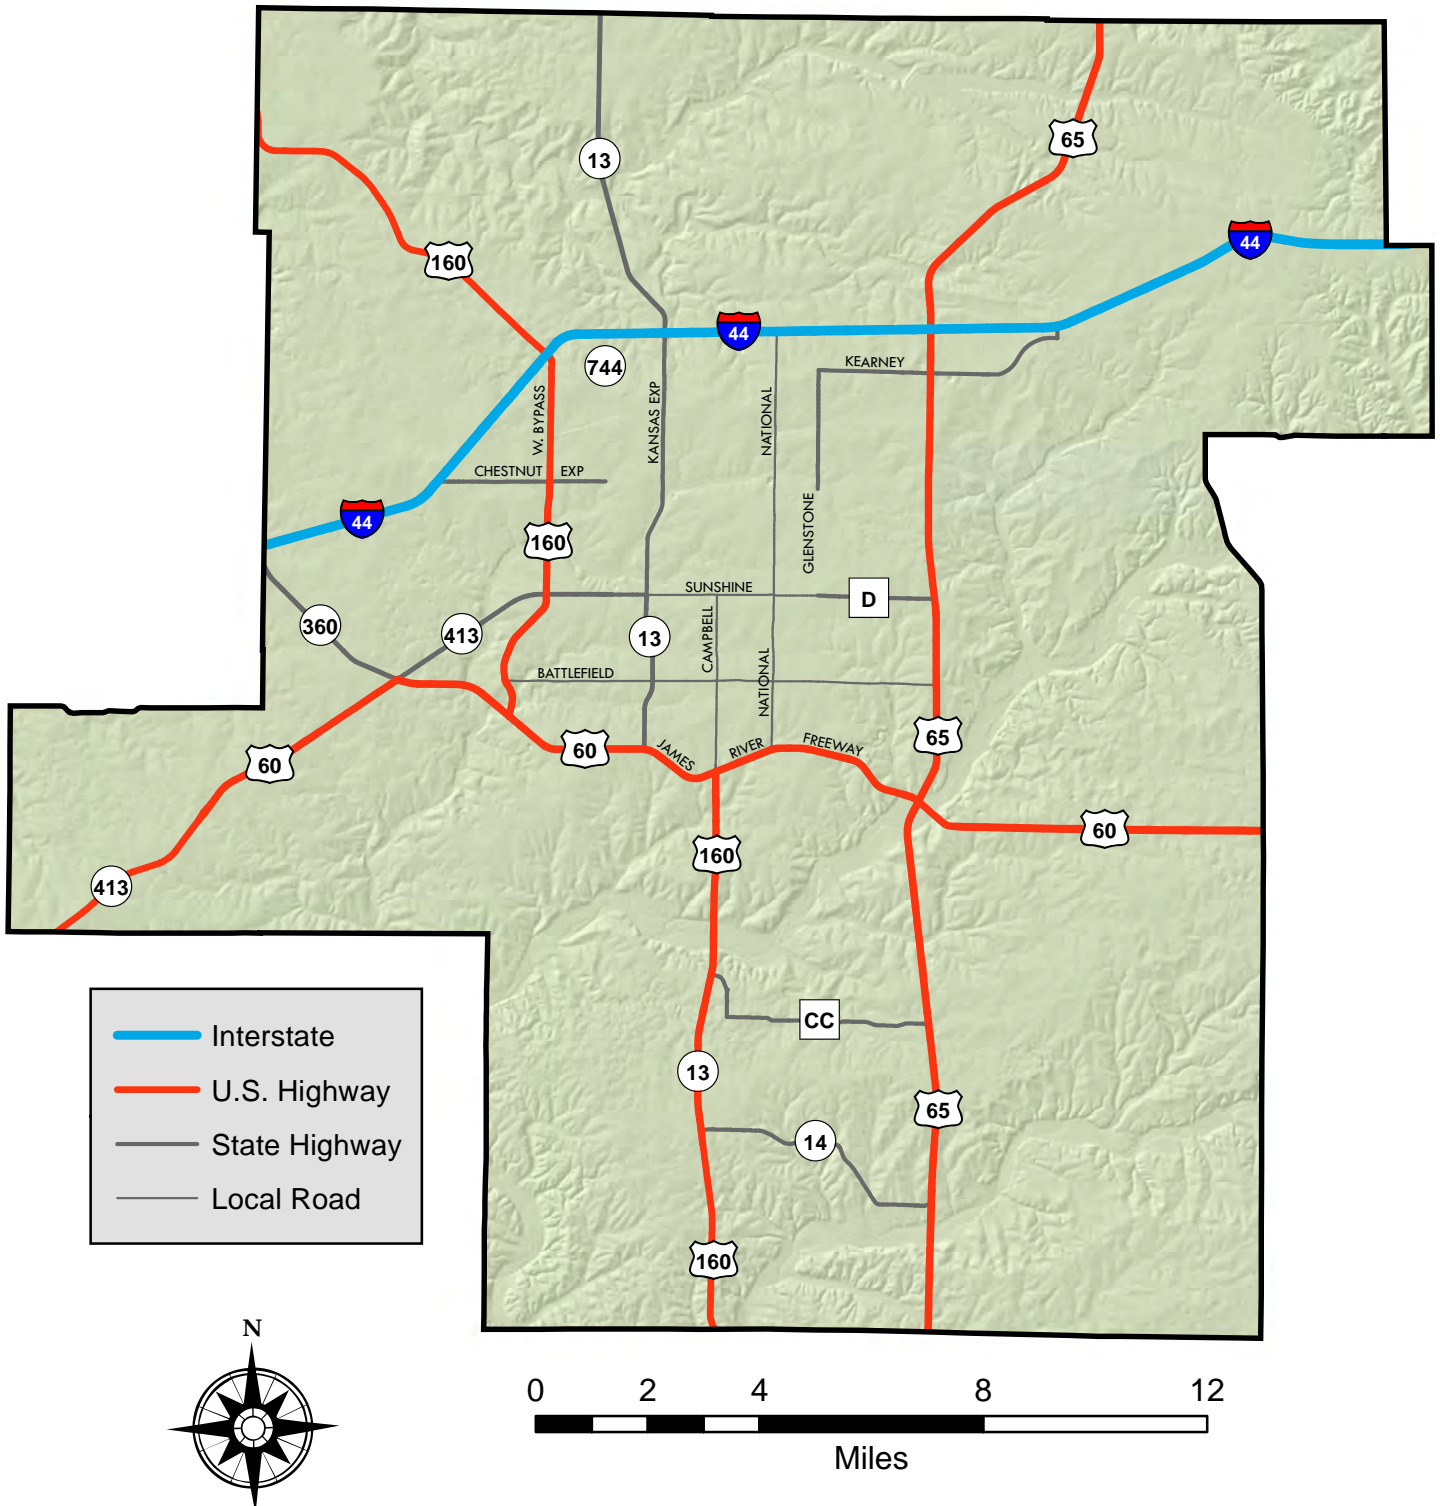 65
13
44
160
44
744
KEARNEY
W. BYPASS
KANSAS EXP
NATIONAL
CHESTNUT EXP
44
160
GLENSTONE
SUNSHINE
D
360
413
13
CAMPBELL
BATTLEFIELD
NATIONAL
65
60
60
JAMES RIVER FREEWAY
60
160
413
CC
13
65
14
160
Interstate
U.S. Highway
State Highway
Local Road
N
0 2 4 8 12
Miles